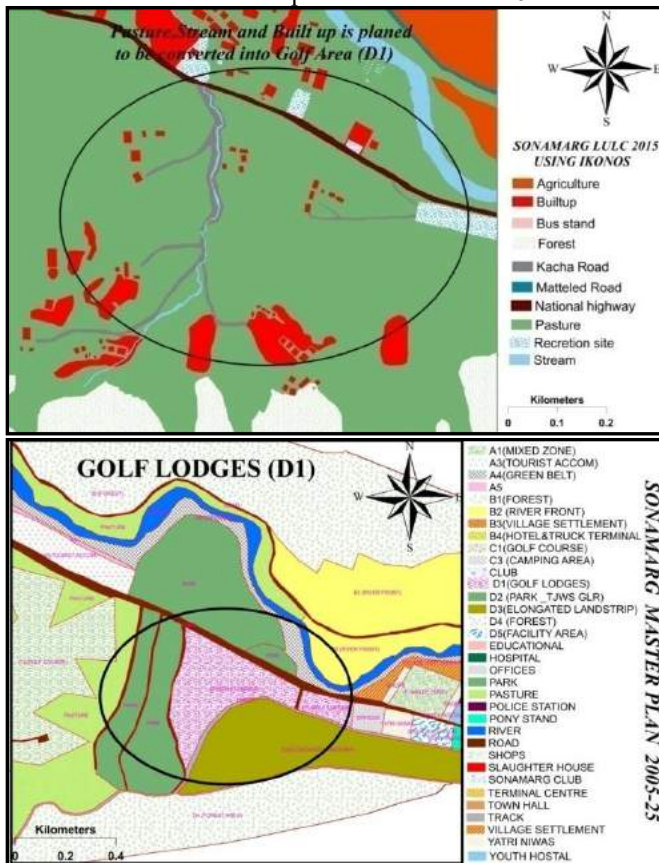 Pasture,Stream and Built up is planed
to be converted into Golf Area (D1)
N
W
E
S
SONAMARG LULC 2015
USING IKONOS
Agriculture
Builtup
Bus stand
Forest
Kacha Road
Matteled Road
National highway
Pasture
Recretion site
Stream
Kilometers
0
0.1
0.2
GOLF LODGES (D1)
N
W
E
S
PASTURE
PARK
PASTURE
PASTURE
PARK
PARK
Kilometers
0
0.4
A1(MIXED ZONE)
A3(TOURIST ACCOM)
A4(GREEN BELT)
A5
B1(FOREST)
B2 (RIVER FRONT)
B3(VILLAGE SETTLEMENT)
B4(HOTEL&TRUCK TERMINAL
C1(GOLF COURSE)
C3 (CAMPING AREA)
CLUB
D1(GOLF LODGES)
D2 (PARK _TJWS GLR)
D3(ELONGATED LANDSTRIP)
D4 (FOREST)
D5(FACILITY AREA)
EDUCATIONAL
HOSPITAL
OFFICES
PARK
PASTURE
POLICE STATION
PONY STAND
RIVER
ROAD
SHOPS
SLAUGHTER HOUSE
SONAMARG CLUB
TERMINAL CENTRE
TOWN HALL
TRACK
VILLAGE SETTLEMENT
YATRI NIWAS
YOUTH HOSTAL
SONAMARG MASTER PLAN 2005-25